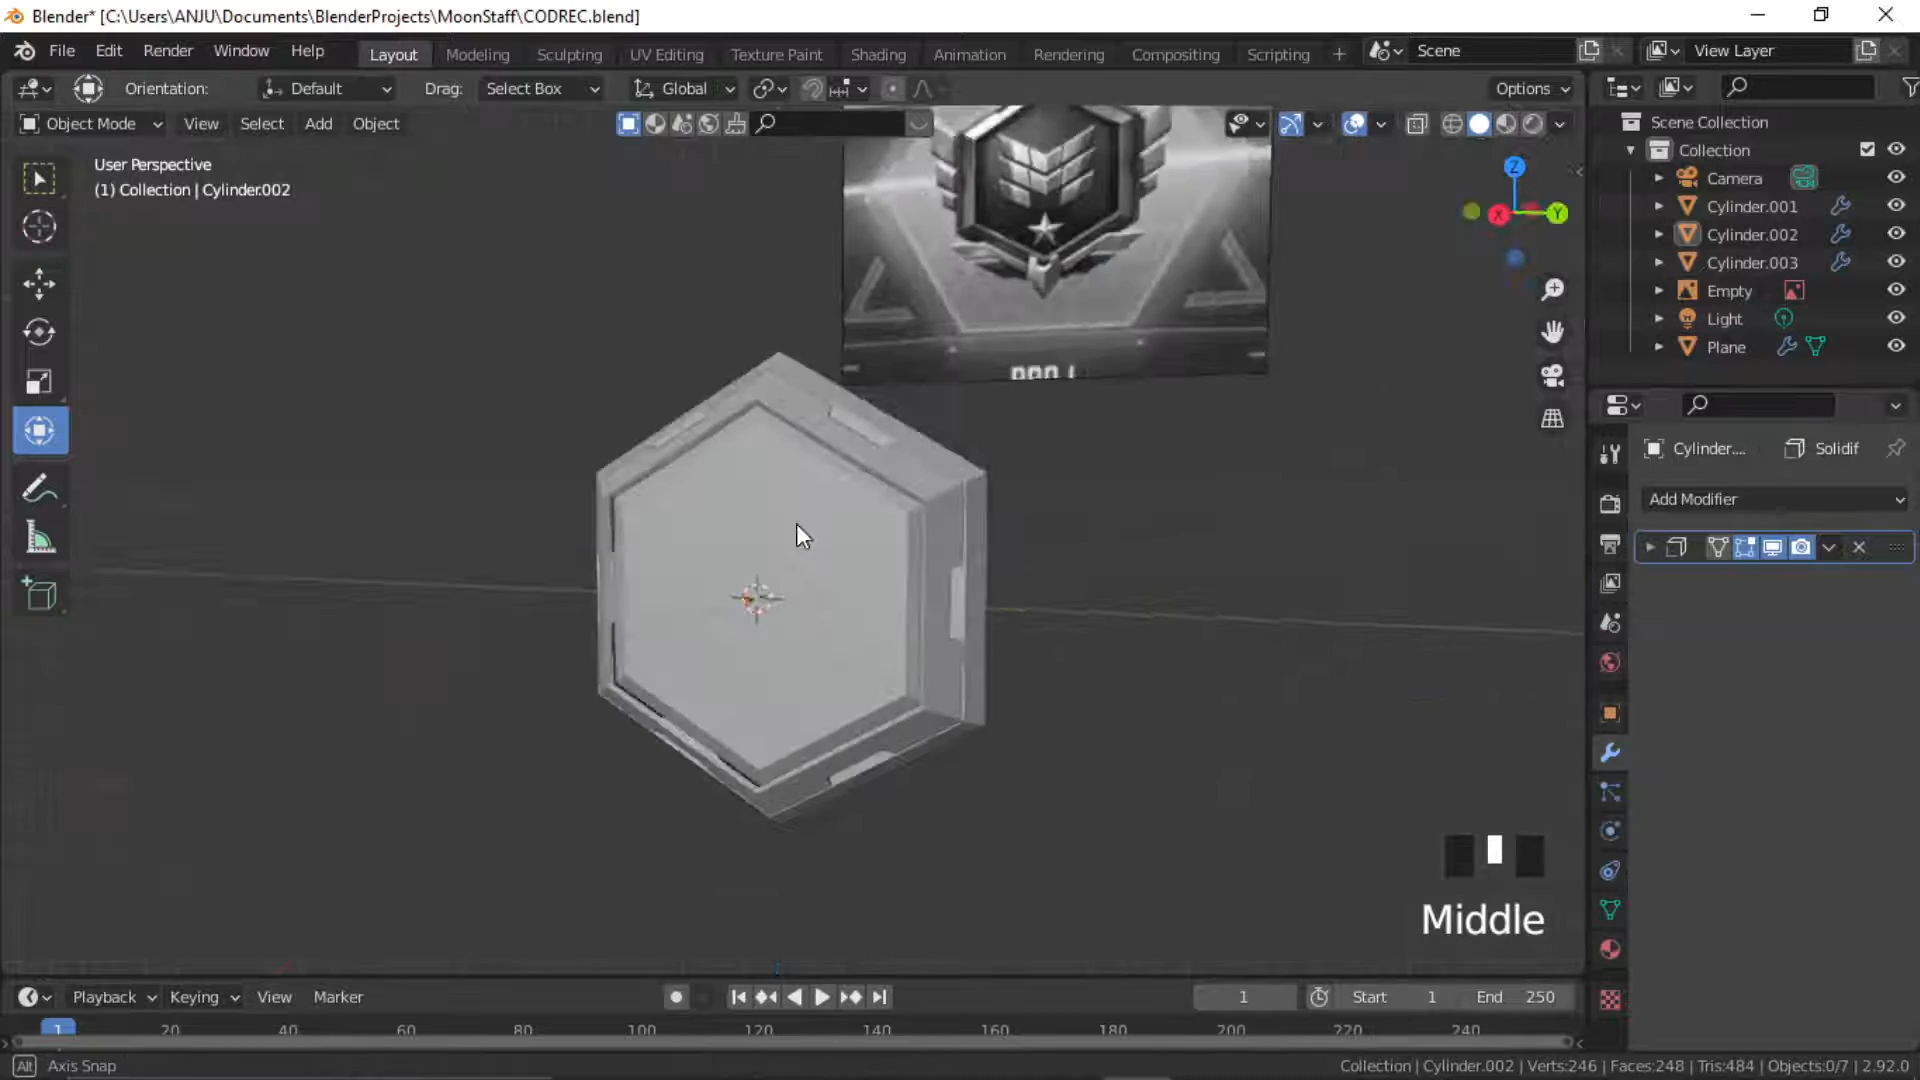 Blender* [C:\Users\ANJU\Documents\BlenderProjects\MoonStaff\CODREC.blend]
File Edit Render Window Help Layout Modeling Sculpting UV Editing Texture Paint Shading Animation Rendering Compositing Scripting + Scene View Layer
Orientation: Default Drag: Select Box Global Options
Object Mode View Select Add Object
User Perspective
(1) Collection | Cylinder.002
Z
X
Y
Scene Collection
Collection
Camera
Cylinder.001
Cylinder.002
Cylinder.003
Empty
Light
Plane
Cylinder.... Solidif
Add Modifier
Middle
Playback Keying View Marker 1 Start 1 End 250
1 20 40 60 80 100 120 140 160 180 200 220 240
Alt Axis Snap Collection | Cylinder.002 | Verts:246 | Faces:248 | Tris:484 | Objects:0/7 | 2.92.0